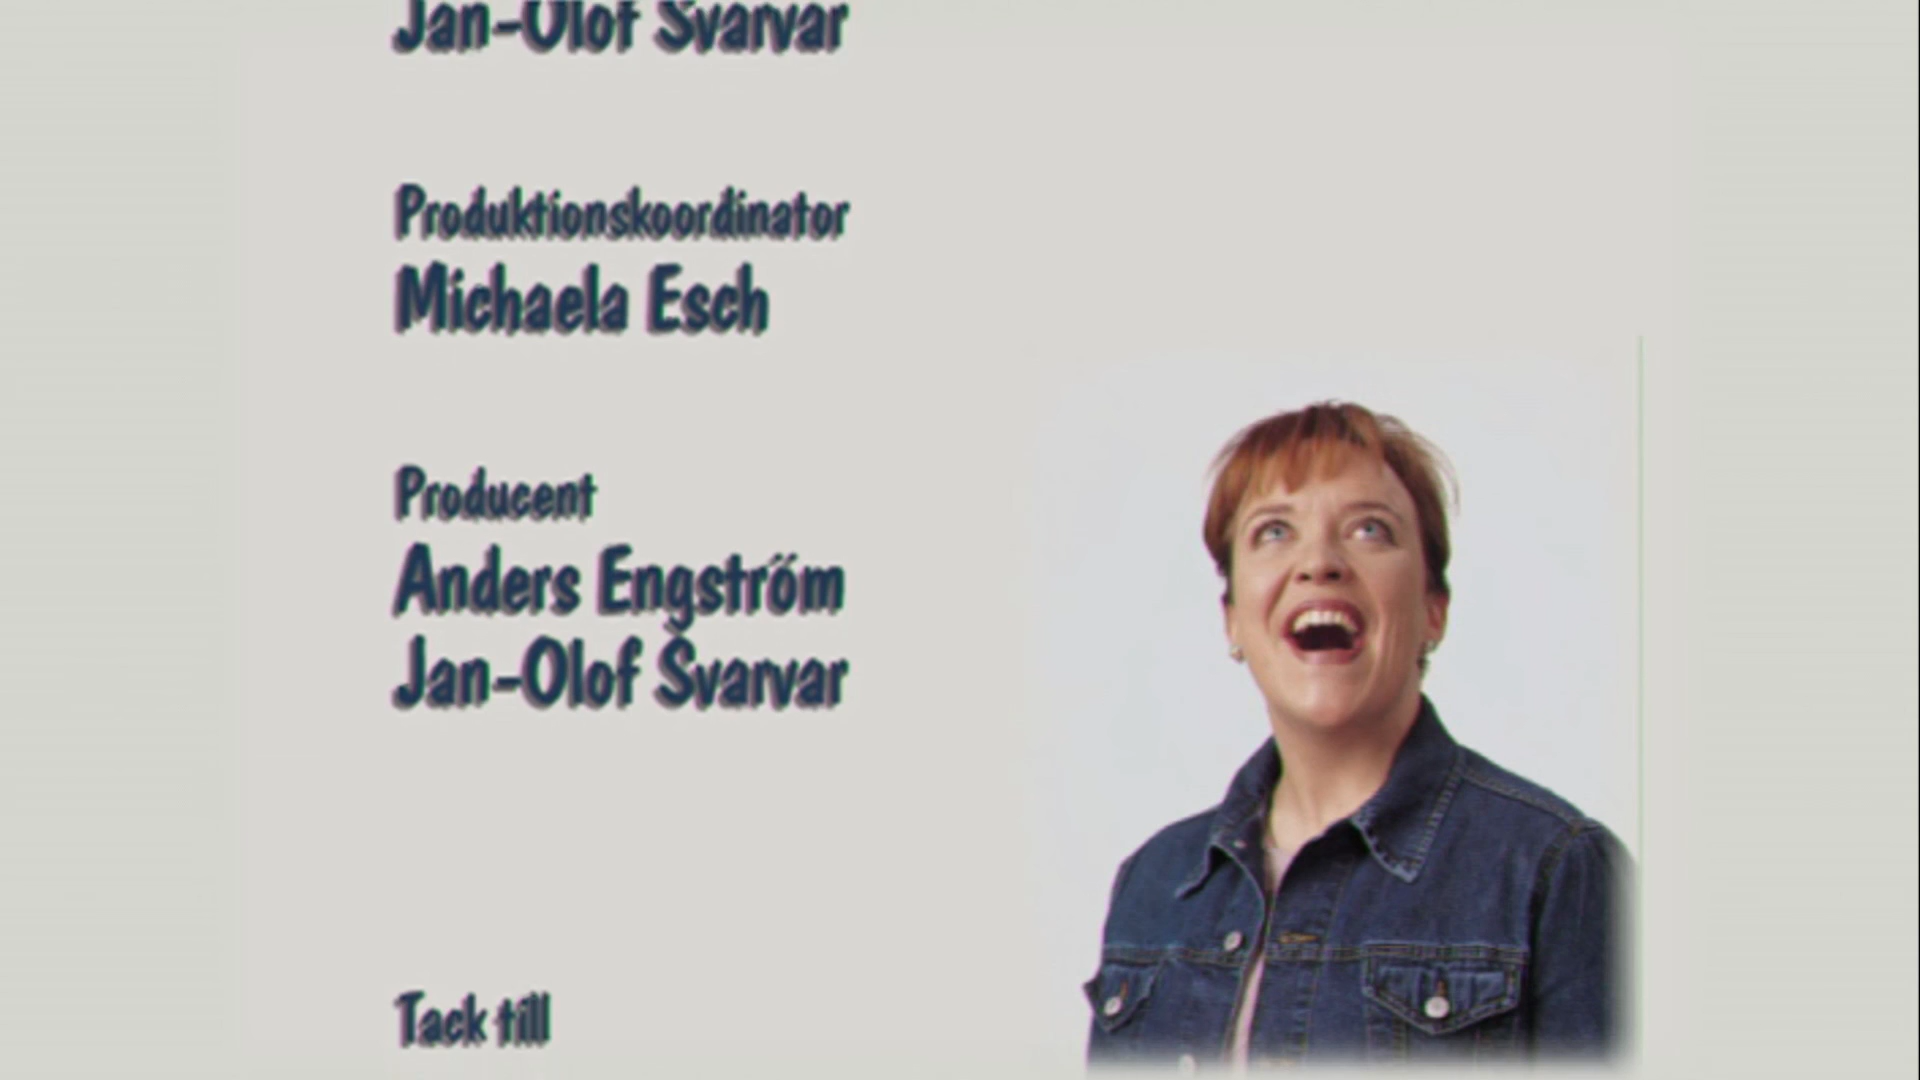 Jan-Olof Svarvar
Produktionskoordinator
Michaela Esch
Producent
Anders Engström
Jan-Olof Svarvar
Tack till